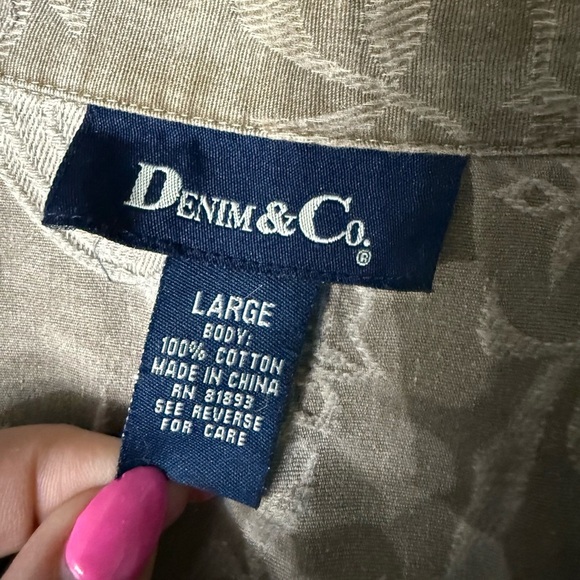 DENIM & CO.®
LARGE
BODY:
100% COTTON
MADE IN CHINA
RN 81893
SEE REVERSE
FOR CARE